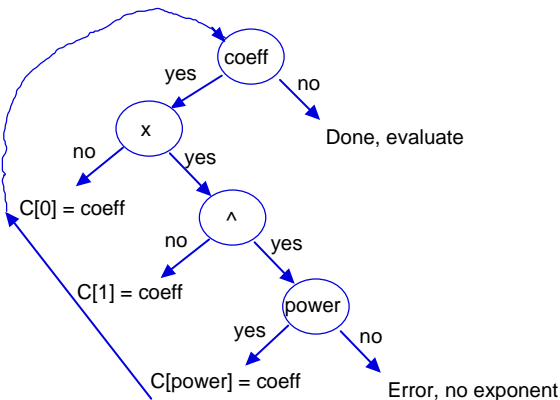 coeff
yes
no
x
Done, evaluate
no
yes
C[0] = coeff
^
no
yes
C[1] = coeff
power
yes
no
C[power] = coeff
Error, no exponent